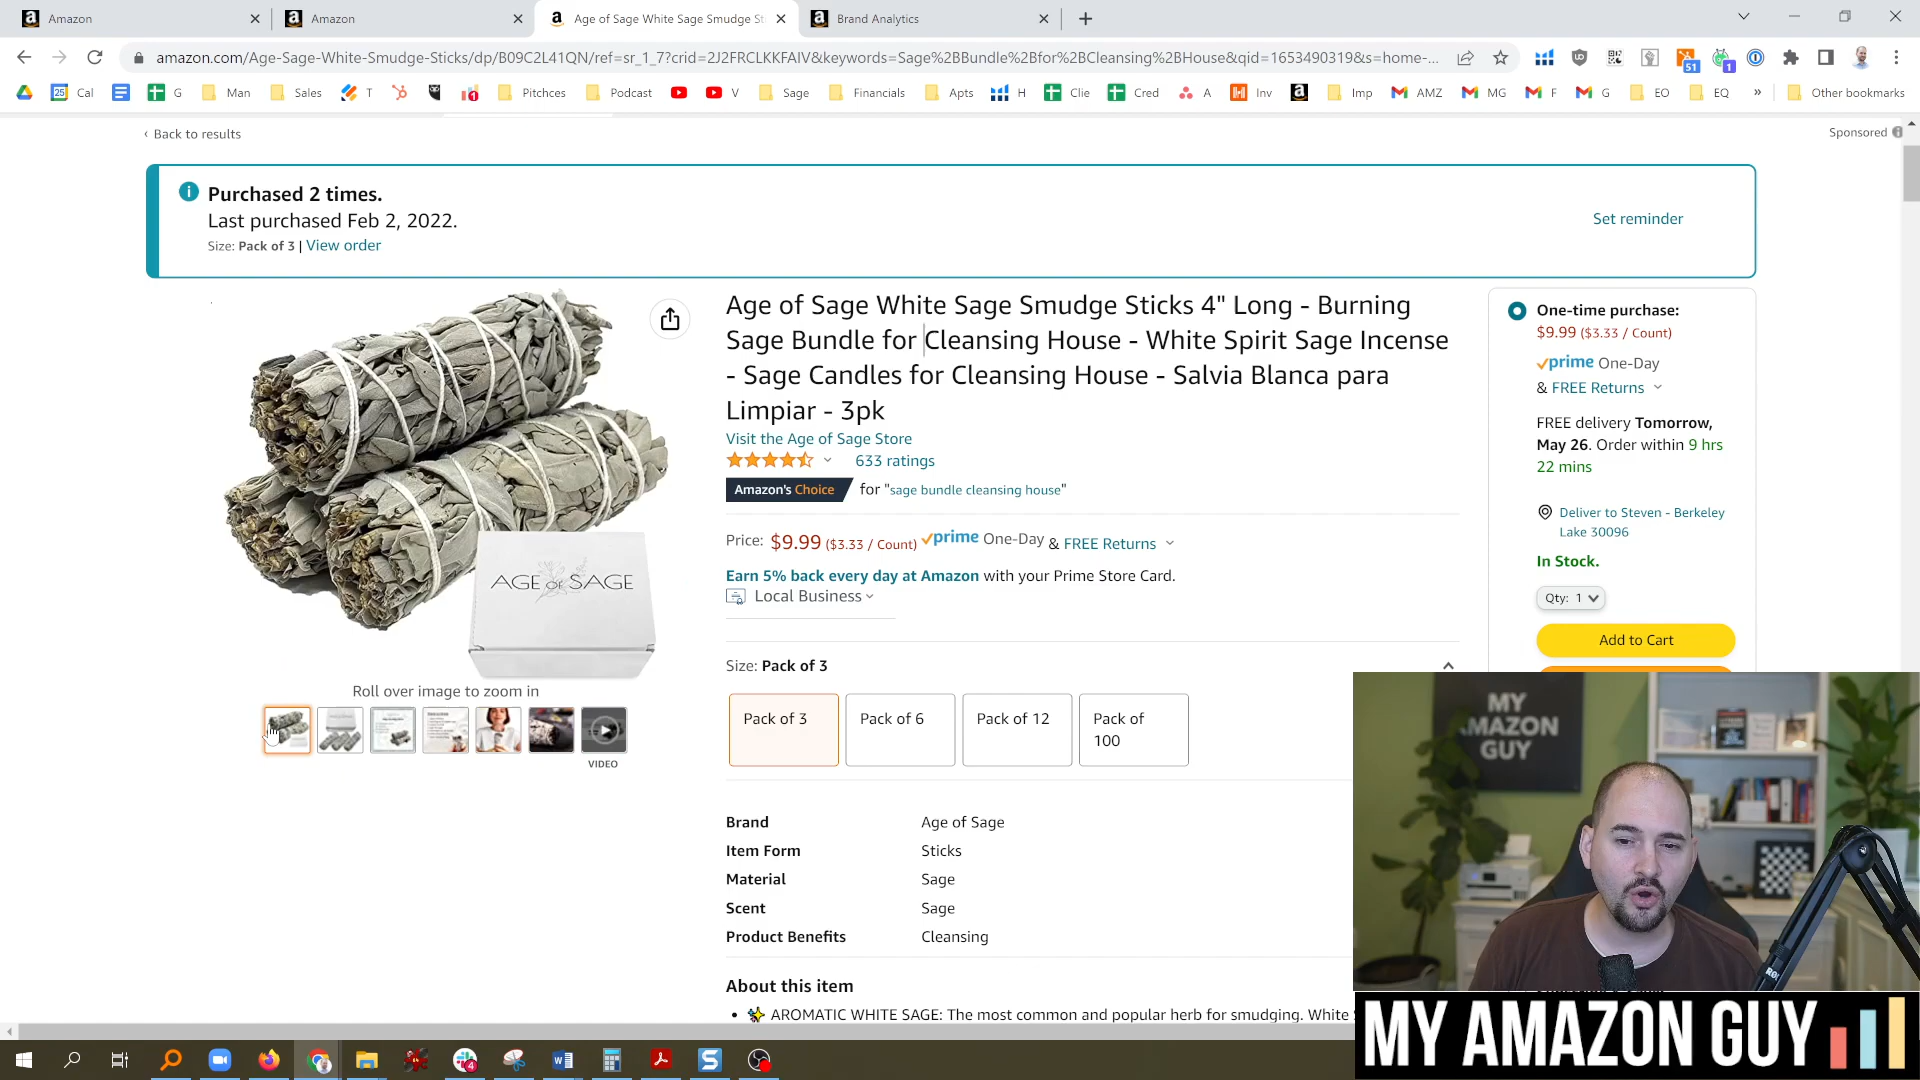 Amazon
Amazon
Age of Sage White Sage Smudge St
Brand Analytics
amazon.com/Age-Sage-White-Smudge-Sticks/dp/B09C2L41QN/ref=sr_1_7?crid=2J2FRCLKKFAIV&keywords=Sage%2BBundle%2Bfor%2BCleansing%2BHouse&qid=1653490319&s=home-...
51
1
25 Cal
G
Man
Sales
T
1
Pitchces
Podcast
V
Sage
Financials
Apts
H
Clie
Cred
A
Inv
Imp
AMZ
MG
F
G
EO
EQ
»
Other bookmarks
‹ Back to results
Sponsored
Purchased 2 times.
Last purchased Feb 2, 2022.
Size: Pack of 3 | View order
Set reminder
Age of Sage White Sage Smudge Sticks 4" Long - Burning
Sage Bundle for Cleansing House - White Spirit Sage Incense
- Sage Candles for Cleansing House - Salvia Blanca para
Limpiar - 3pk
Visit the Age of Sage Store
633 ratings
Amazon's Choice for "sage bundle cleansing house"
Price: $9.99 ($3.33 / Count) prime One-Day & FREE Returns
Earn 5% back every day at Amazon with your Prime Store Card.
Local Business
AGE of SAGE
Roll over image to zoom in
VIDEO
Size: Pack of 3
Pack of 3
Pack of 6
Pack of 12
Pack of
100
Brand Age of Sage
Item Form Sticks
Material Sage
Scent Sage
Product Benefits Cleansing
About this item
• ✨ AROMATIC WHITE SAGE: The most common and popular herb for smudging. White
One-time purchase:
$9.99 ($3.33 / Count)
prime One-Day
& FREE Returns
FREE delivery Tomorrow,
May 26. Order within 9 hrs
22 mins
Deliver to Steven - Berkeley
Lake 30096
In Stock.
Qty: 1
Add to Cart
MY
AMAZON
GUY
MY AMAZON GUY
4